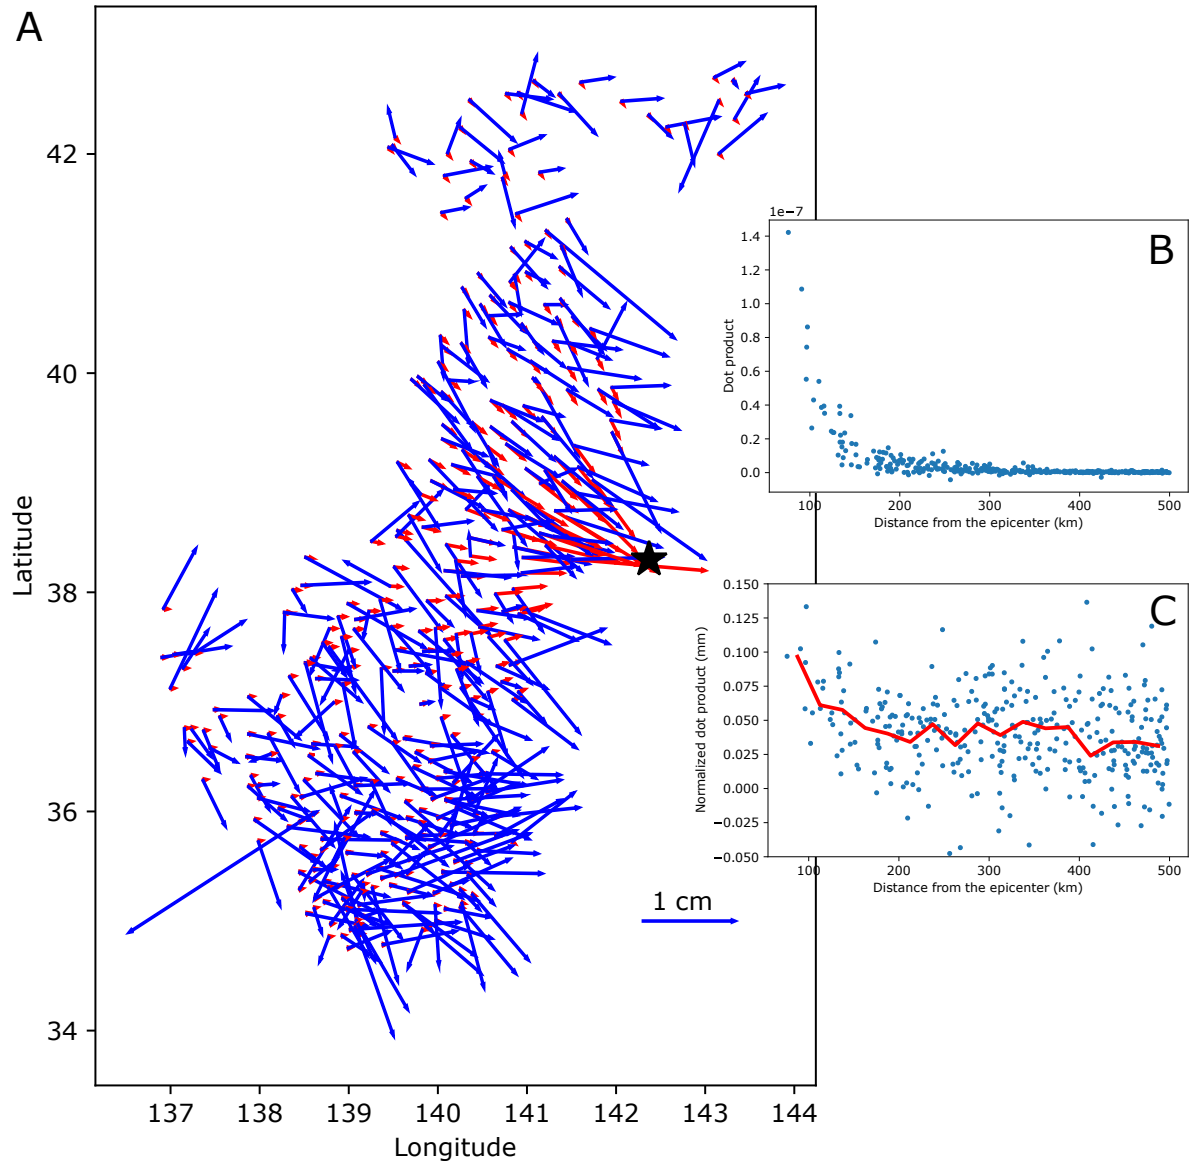 A
42
40
38
36
34
Latitude
137 138 139 140 141 142 143 144
Longitude
1 cm
1e-7
B
1.4
1.2
1.0
0.8
0.6
0.4
0.2
0.0
Dot product
100 200 300 400 500
Distance from the epicenter (km)
C
0.150
0.125
0.100
0.075
0.050
0.025
0.000
−0.025
−0.050
Normalized dot product (mm)
100 200 300 400 500
Distance from the epicenter (km)